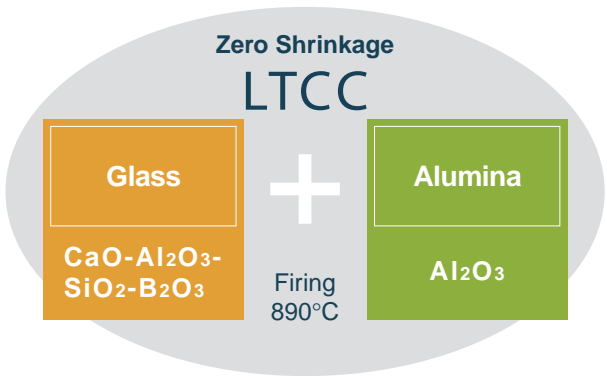 Zero Shrinkage
LTCC
Glass
CaO-Al₂O₃-
SiO₂-B₂O₃
Firing
890°C
Alumina
Al₂O₃